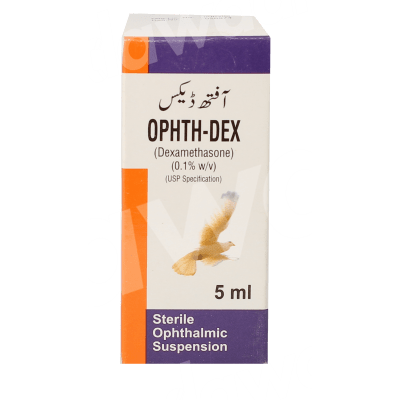 آفتھ ڈیکس
OPHTH-DEX
(Dexamethasone)
(0.1% w/v)
(USP Specification)
5 ml
Sterile
Ophthalmic
Suspension